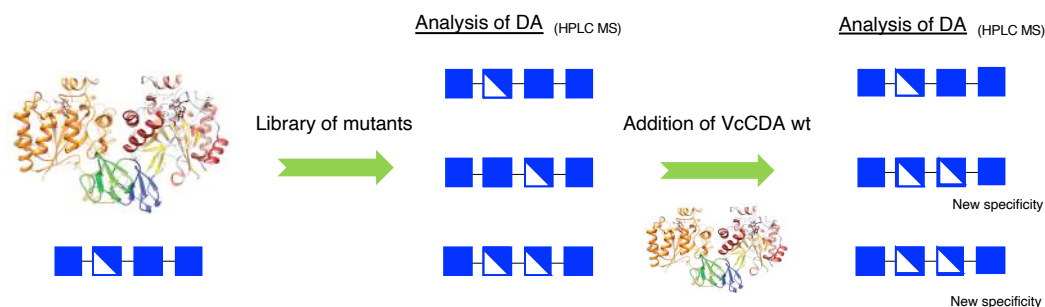 Analysis of DA (HPLC MS)
Analysis of DA (HPLC MS)
Library of mutants
Addition of VcCDA wt
New specificity
New specificity